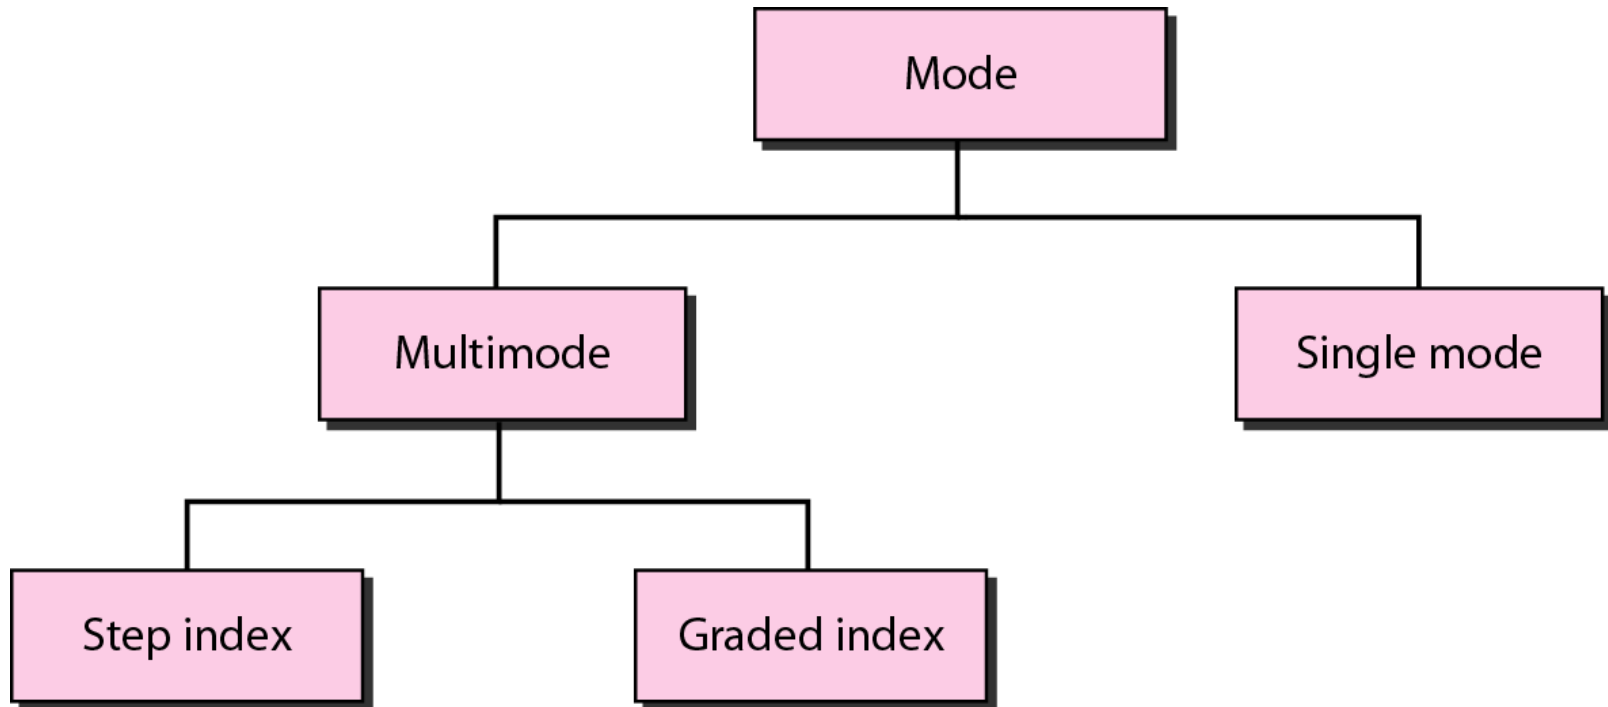 Mode
Multimode
Single mode
Step index
Graded index